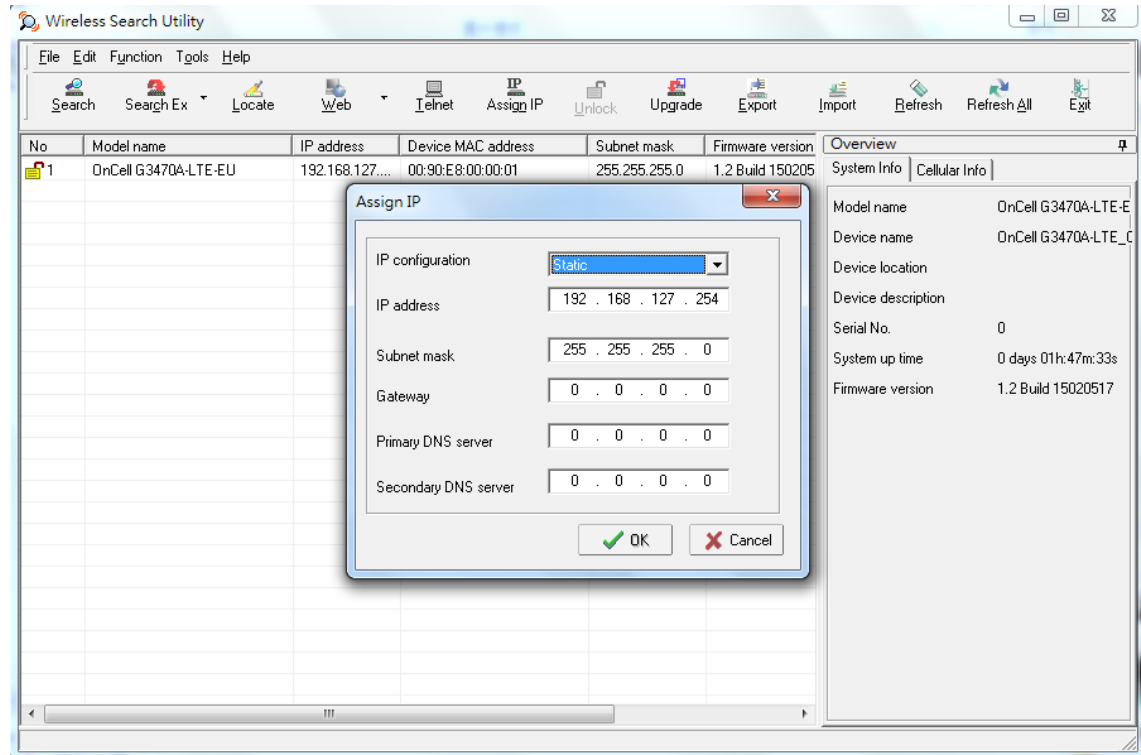 Wireless Search Utility
File Edit Function Tools Help
Search Search Ex Locate Web Telnet Assign IP Unlock Upgrade Export Import Refresh Refresh All Exit
No Model name IP address Device MAC address Subnet mask Firmware version
1 OnCell G3470A-LTE-EU 192.168.127.... 00:90:E8:00:00:01 255.255.255.0 1.2 Build 150205
Assign IP
IP configuration Static
IP address 192 . 168 . 127 . 254
Subnet mask 255 . 255 . 255 . 0
Gateway 0 . 0 . 0 . 0
Primary DNS server 0 . 0 . 0 . 0
Secondary DNS server 0 . 0 . 0 . 0
OK Cancel
Overview
System Info Cellular Info
Model name OnCell G3470A-LTE-E
Device name OnCell G3470A-LTE_
Device location
Device description
Serial No. 0
System up time 0 days 01h:47m:33s
Firmware version 1.2 Build 15020517